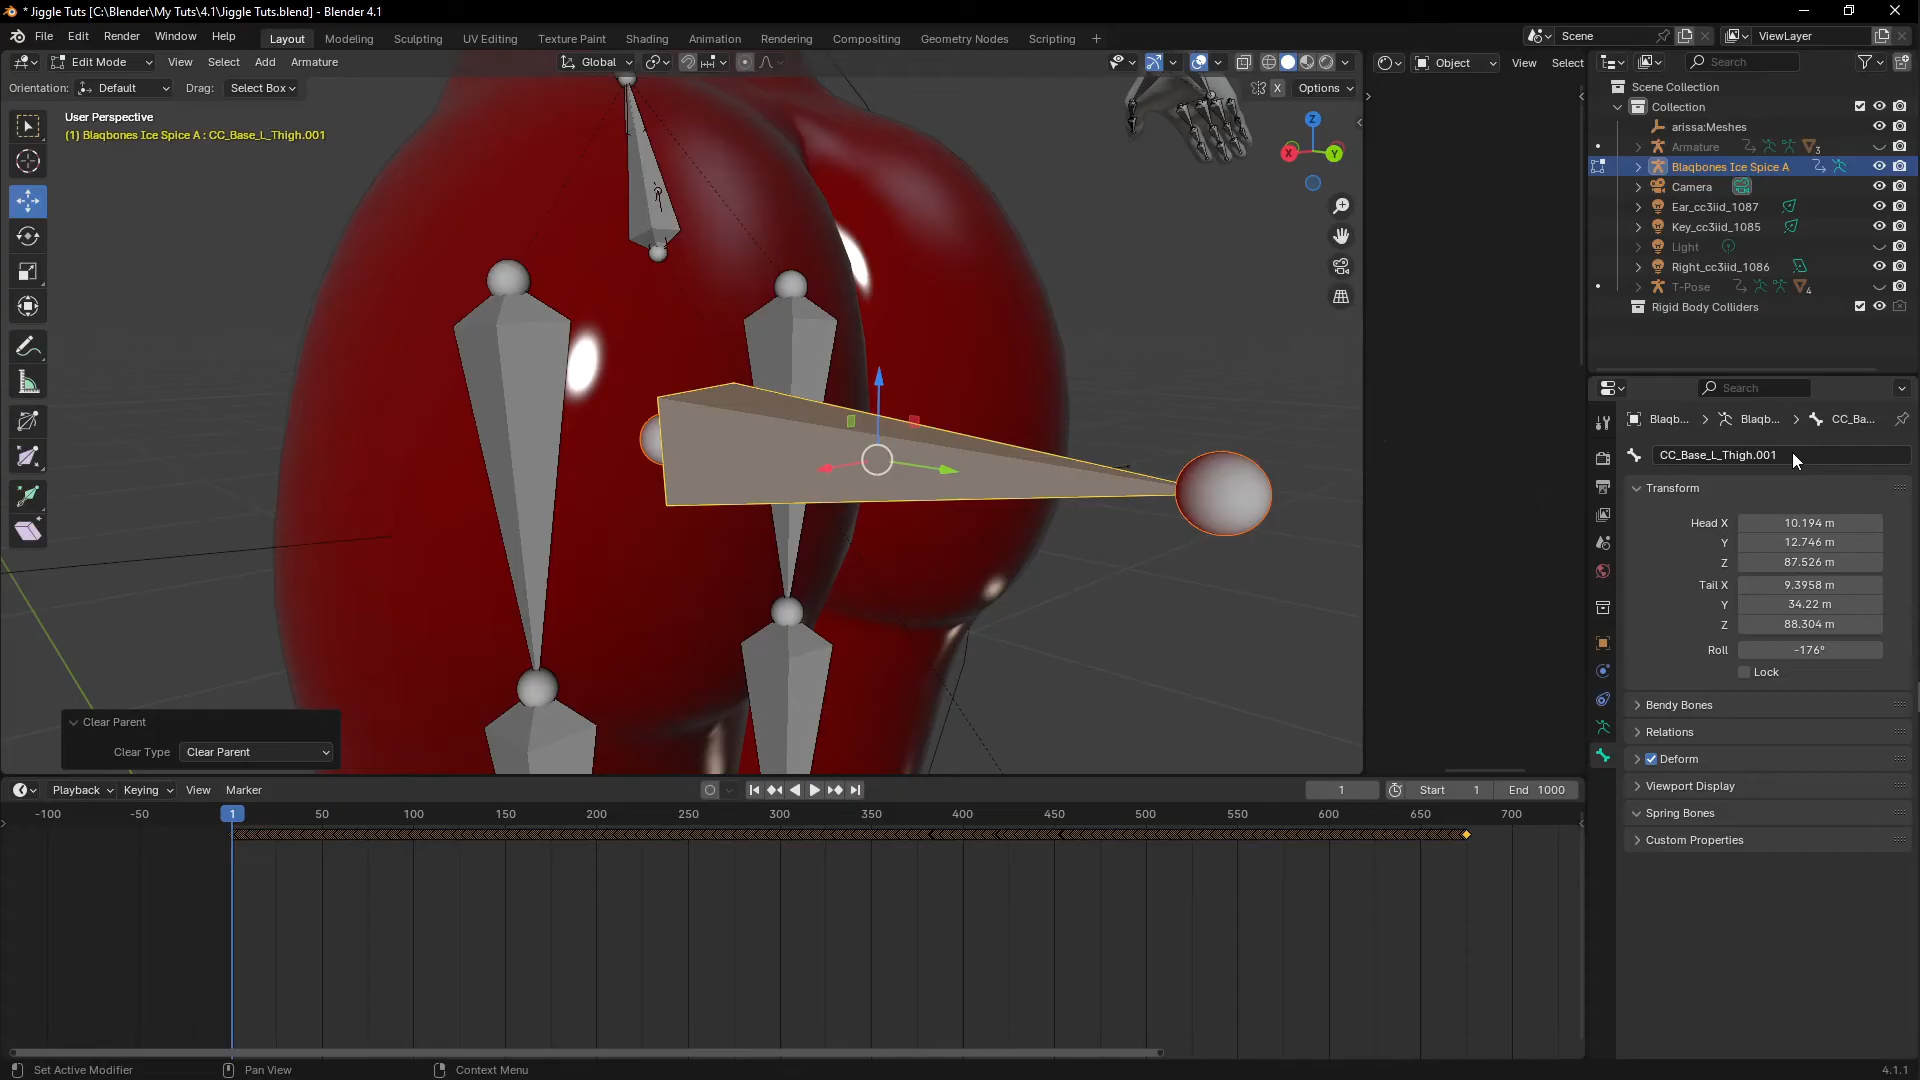 * Jiggle Tuts [C:\Blender\My Tuts\4.1\Jiggle Tuts.blend] - Blender 4.1
File Edit Render Window Help
Layout Modeling Sculpting UV Editing Texture Paint Shading Animation Rendering Compositing Geometry Nodes Scripting +
Scene
ViewLayer
Edit Mode View Select Add Armature
Global
Object View Select
Search
Orientation: Default Drag: Select Box
X Options
User Perspective
(1) Blaqbones Ice Spice A : CC_Base_L_Thigh.001
Z
X
Y
Scene Collection
Collection
arissa:Meshes
Armature 3
Blaqbones Ice Spice A
Camera
Ear_cc3iid_1087
Key_cc3iid_1085
Light
Right_cc3iid_1086
T-Pose 4
Rigid Body Colliders
Search
Blaqb... Blaqb... CC_Ba...
CC_Base_L_Thigh.001
Transform
Head X 10.194 m
Y 12.746 m
Z 87.526 m
Tail X 9.3958 m
Y 34.22 m
Z 88.304 m
Roll -176°
Lock
Bendy Bones
Relations
Deform
Viewport Display
Spring Bones
Custom Properties
Clear Parent
Clear Type Clear Parent
Playback Keying View Marker
1
Start 1 End 1000
-100 -50 1 50 100 150 200 250 300 350 400 450 500 550 600 650 700
Set Active Modifier Pan View Context Menu
4.1.1